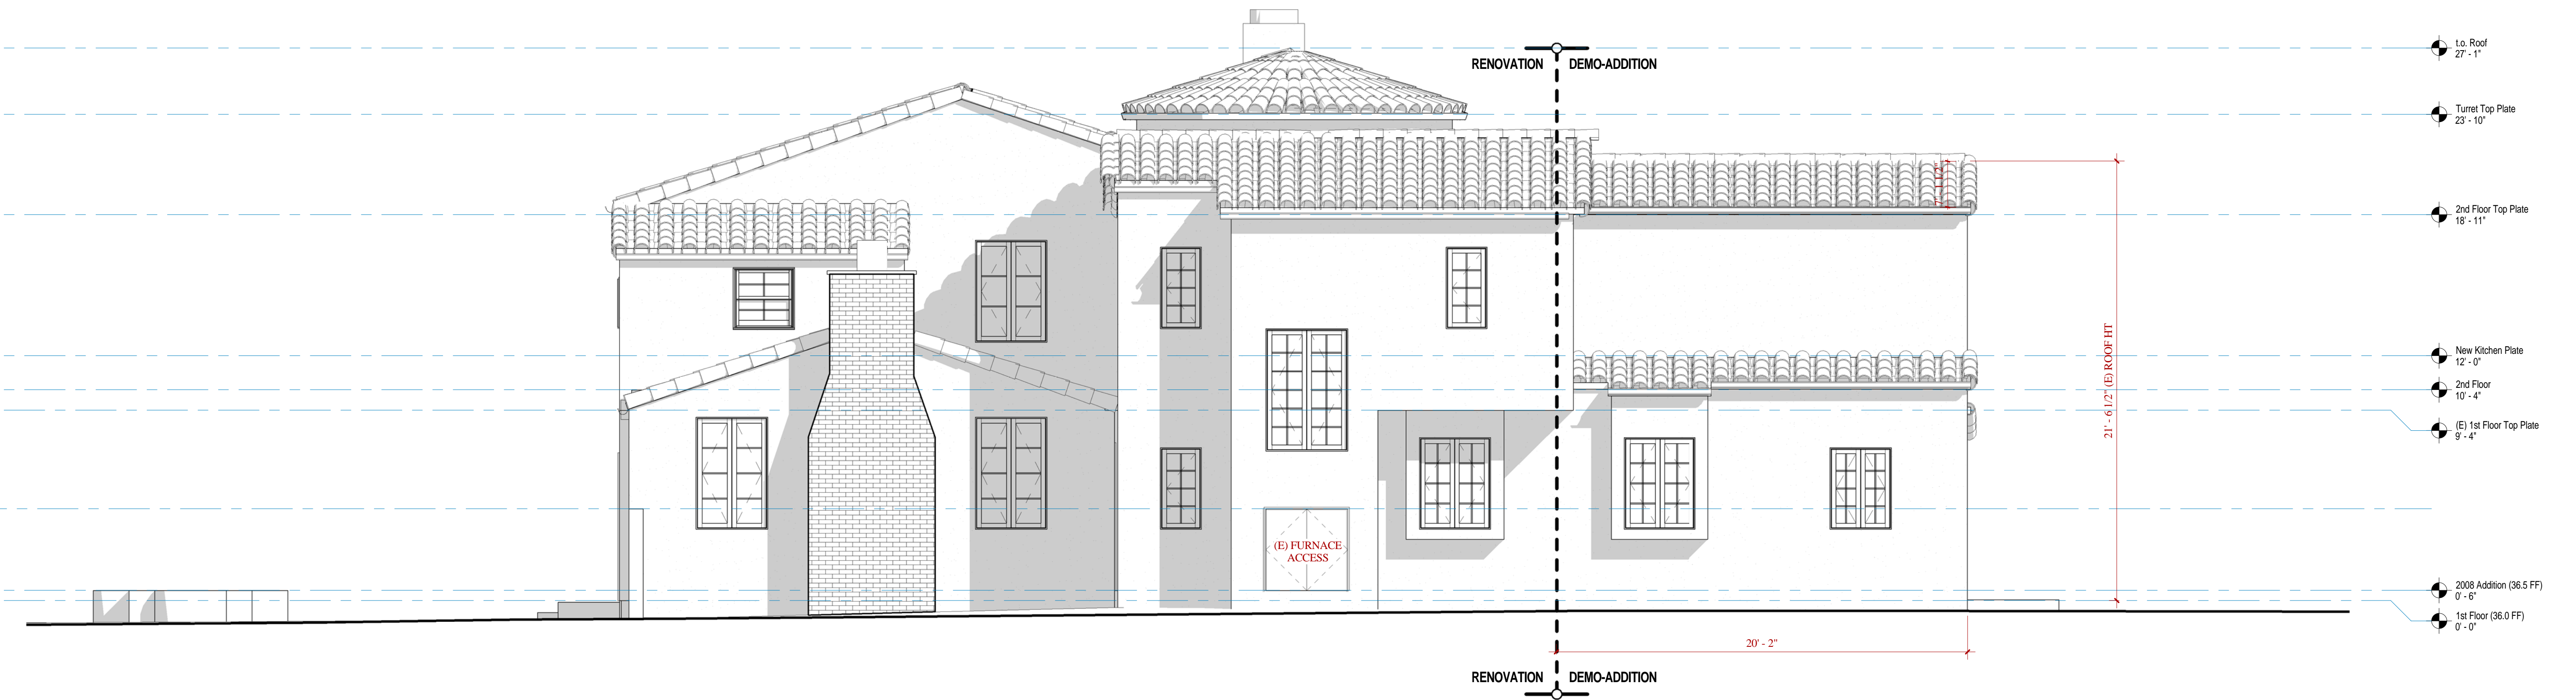 t.o. Roof
27' - 1"
RENOVATION
DEMO-ADDITION
Turret Top Plate
23' - 10"
1 1/2"
2nd Floor Top Plate
18' - 11"
21' - 6 1/2" (E) ROOF HT
New Kitchen Plate
12' - 0"
2nd Floor
10' - 4"
(E) 1st Floor Top Plate
9' - 4"
(E) FURNACE
ACCESS
2008 Addition (36.5 FF)
0' - 6"
1st Floor (36.0 FF)
0' - 0"
20' - 2"
RENOVATION
DEMO-ADDITION